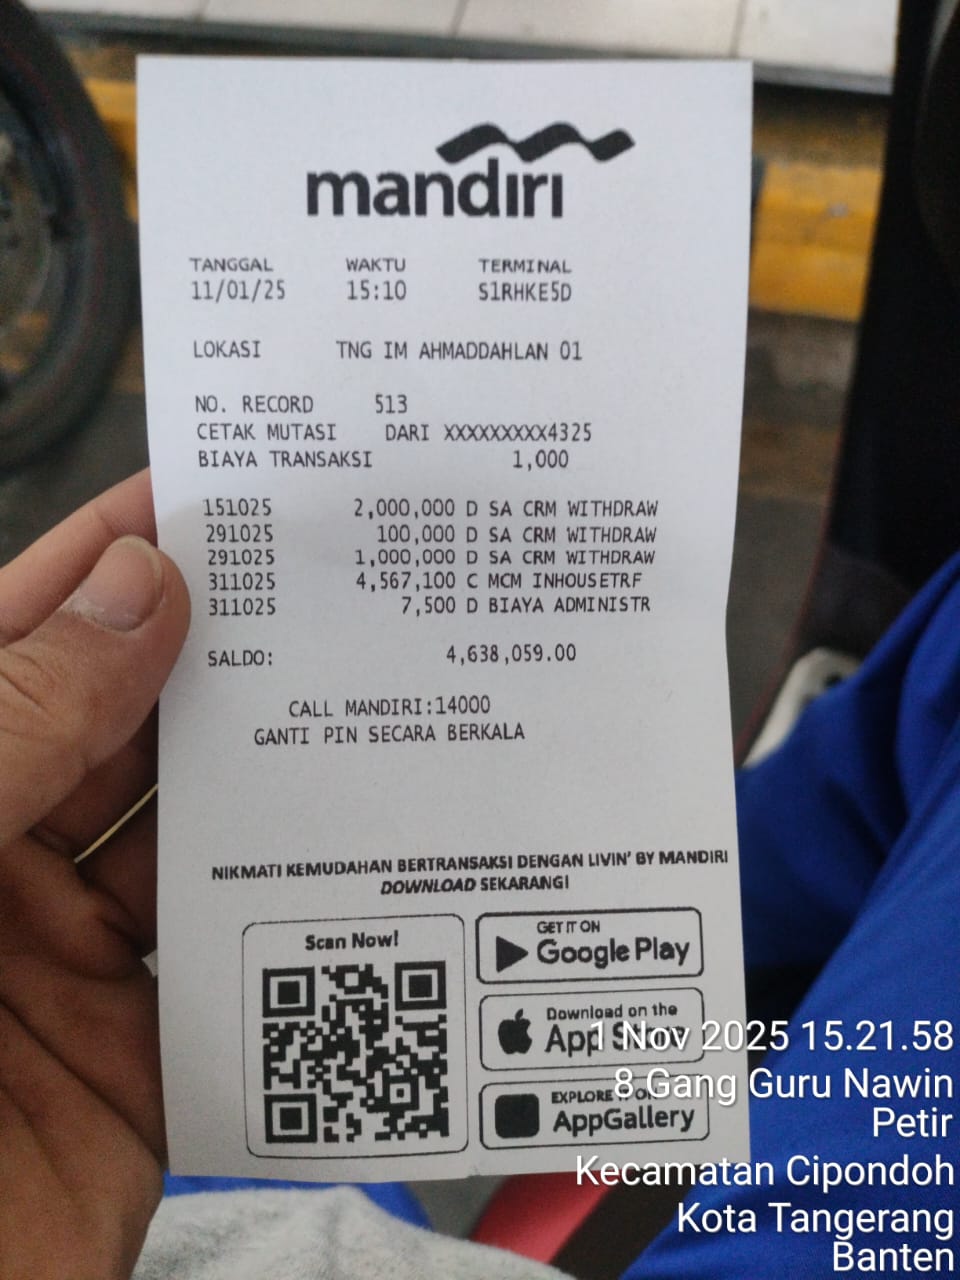 mandiri
TANGGAL WAKTU TERMINAL
11/01/25 15:10 S1RHKE5D
LOKASI TNG IM AHMADDAHLAN 01
NO. RECORD 513
CETAK MUTASI DARI XXXXXXXXX4325
BIAYA TRANSAKSI 1,000
151025 2,000,000 D SA CRM WITHDRAW
291025 100,000 D SA CRM WITHDRAW
291025 1,000,000 D SA CRM WITHDRAW
311025 4,567,100 C MCM INHOUSETRF
311025 7,500 D BIAYA ADMINISTR
SALDO: 4,638,059.00
CALL MANDIRI:14000
GANTI PIN SECARA BERKALA
NIKMATI KEMUDAHAN BERTRANSAKSI DENGAN LIVIN' BY MANDIRI
DOWNLOAD SEKARANG!
Scan Now!
GET IT ON
Google Play
Download on the
App Store
EXPLORE IT ON
AppGallery
1 Nov 2025 15.21.58
8 Gang Guru Nawin
Petir
Kecamatan Cipondoh
Kota Tangerang
Banten